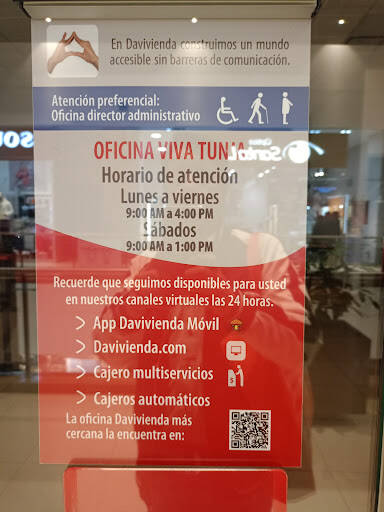 En Davivienda construimos un mundo
accesible sin barreras de comunicación.
Atención preferencial:
Oficina director administrativo
OFICINA VIVA TUNJA
Horario de atención
Lunes a viernes
9:00 AM a 4:00 PM
Sábados
9:00 AM a 1:00 PM
Recuerde que seguimos disponibles para usted
en nuestros canales virtuales las 24 horas.
App Davivienda Móvil
Davivienda.com
Cajero multiservicios
Cajeros automáticos
La oficina Davivienda más
cercana la encuentra en: